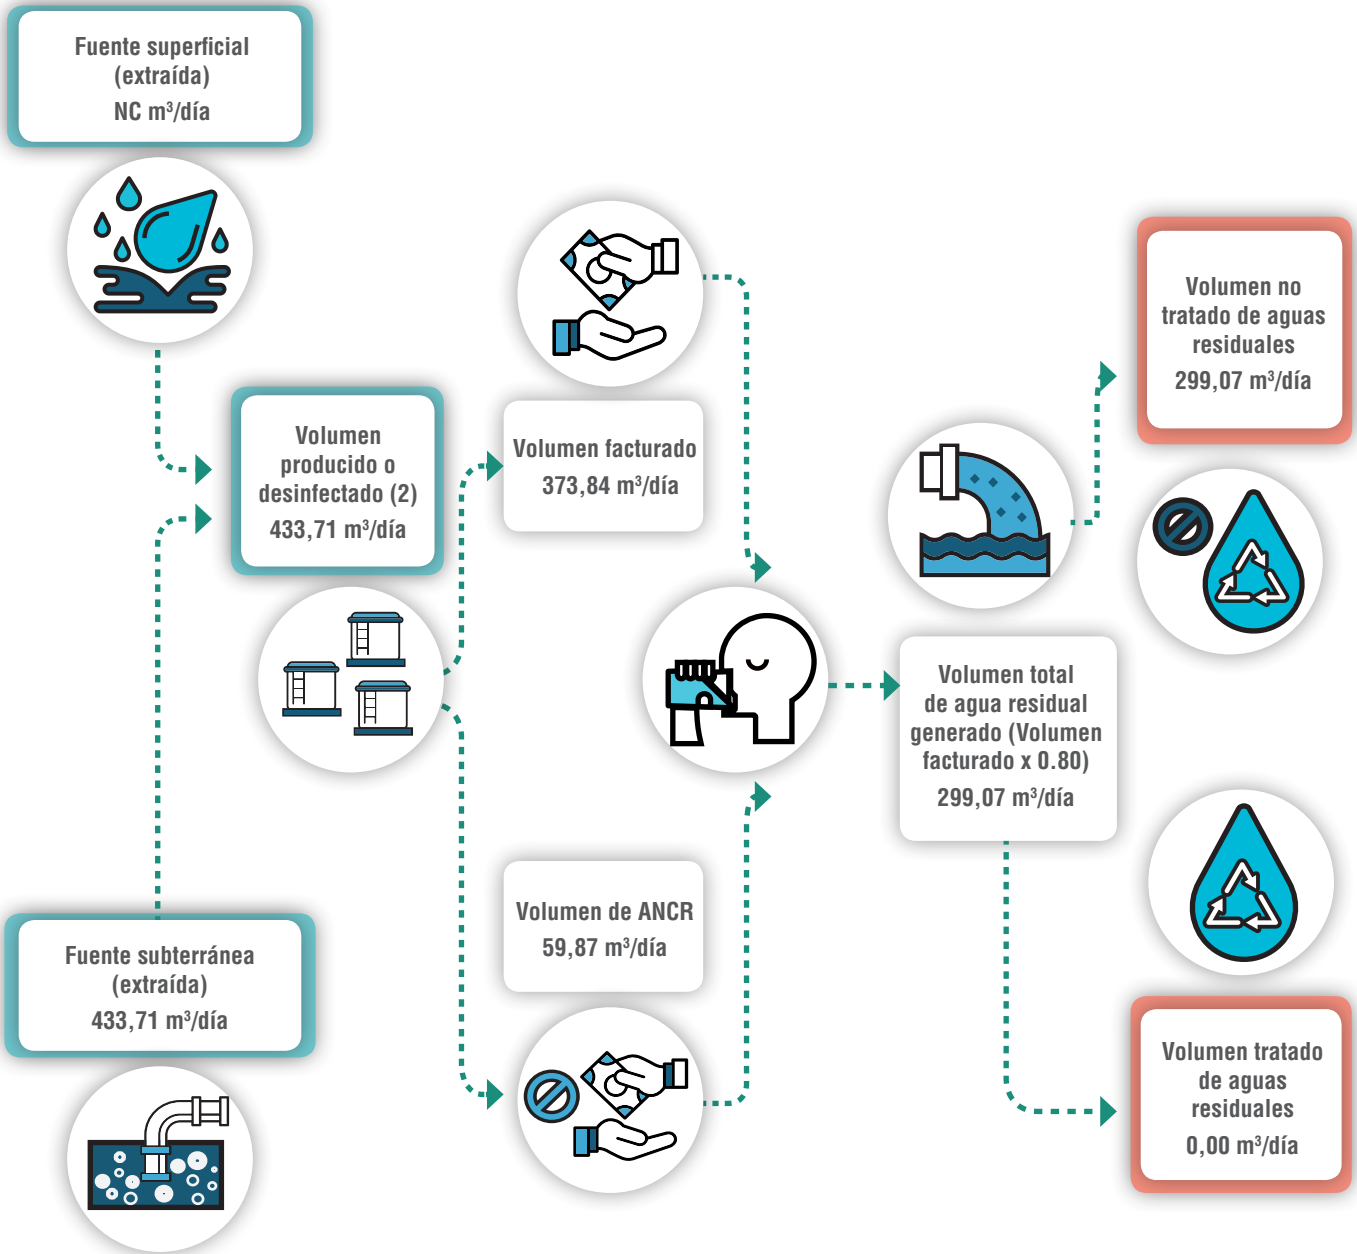 Fuente superficial
(extraída)
NC m³/día
Volumen
producido o
desinfectado (2)
433,71 m³/día
Fuente subterránea
(extraída)
433,71 m³/día
Volumen facturado
373,84 m³/día
Volumen de ANCR
59,87 m³/día
Volumen total
de agua residual
generado (Volumen
facturado x 0.80)
299,07 m³/día
Volumen no
tratado de aguas
residuales
299,07 m³/día
Volumen tratado
de aguas
residuales
0,00 m³/día